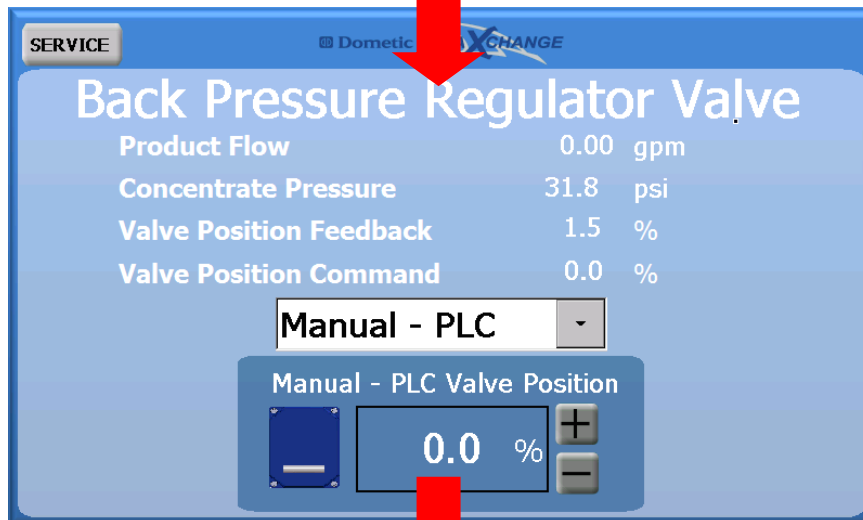 SERVICE
Dometic XCHANGE
Back Pressure Regulator Valve
Product Flow 0.00 gpm
Concentrate Pressure 31.8 psi
Valve Position Feedback 1.5 %
Valve Position Command 0.0 %
Manual - PLC
Manual - PLC Valve Position
0.0 %
+
−